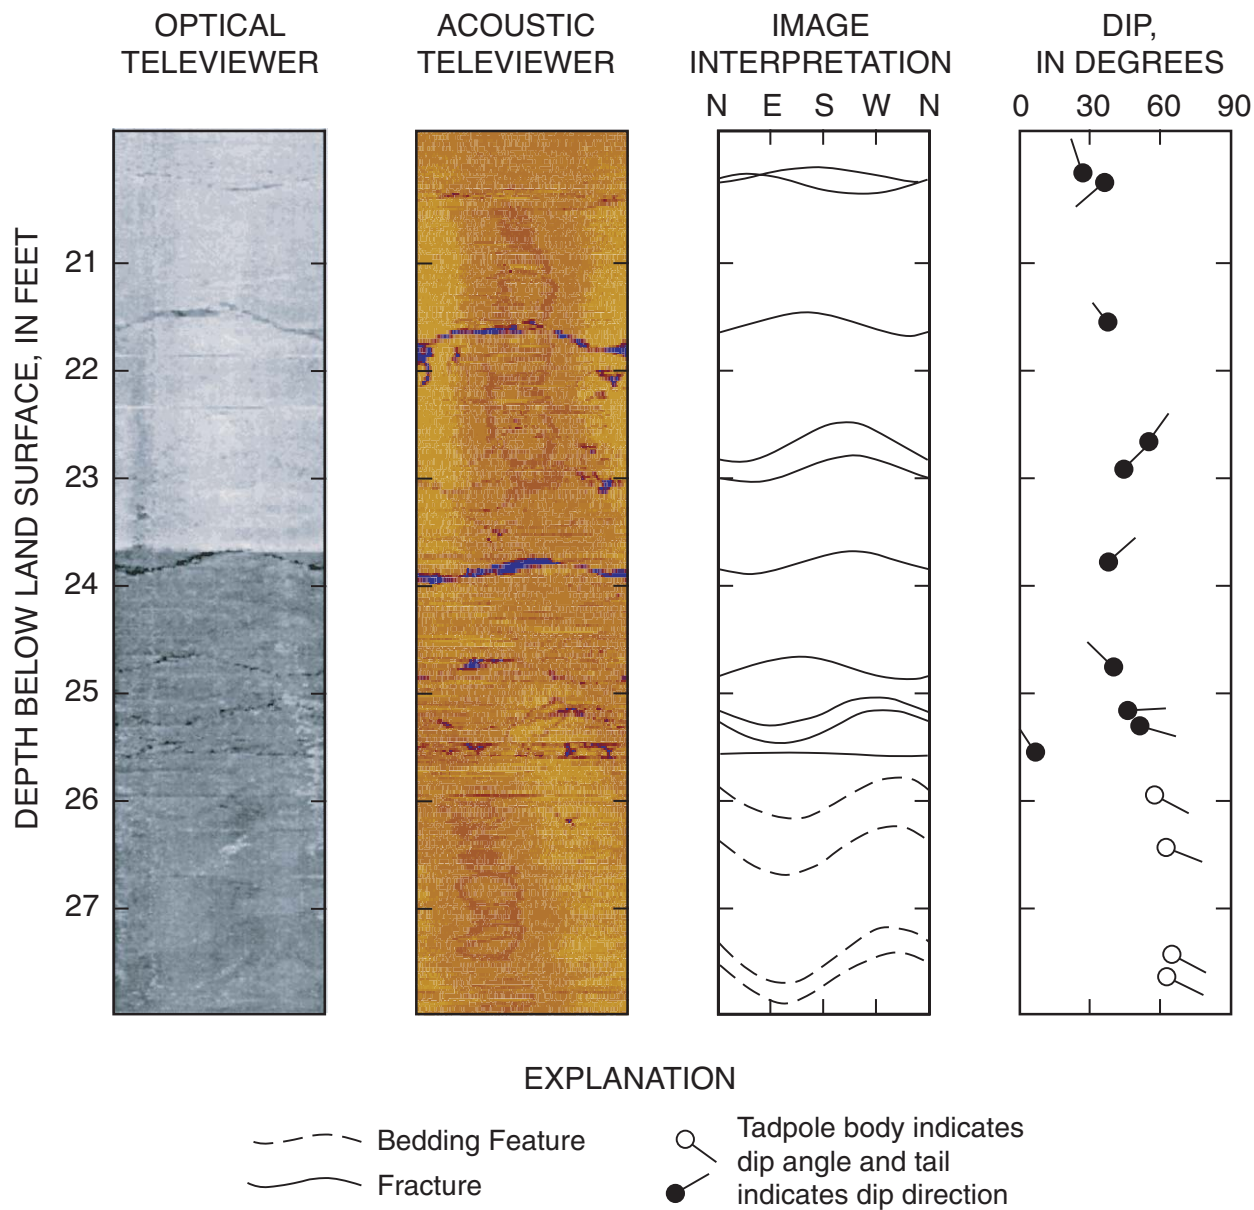 OPTICAL
TELEVIEWER
ACOUSTIC
TELEVIEWER
IMAGE
INTERPRETATION
DIP,
IN DEGREES
N E S W N
0 30 60 90
DEPTH BELOW LAND SURFACE, IN FEET
21
22
23
24
25
26
27
EXPLANATION
Bedding Feature
Fracture
Tadpole body indicates
dip angle and tail
indicates dip direction